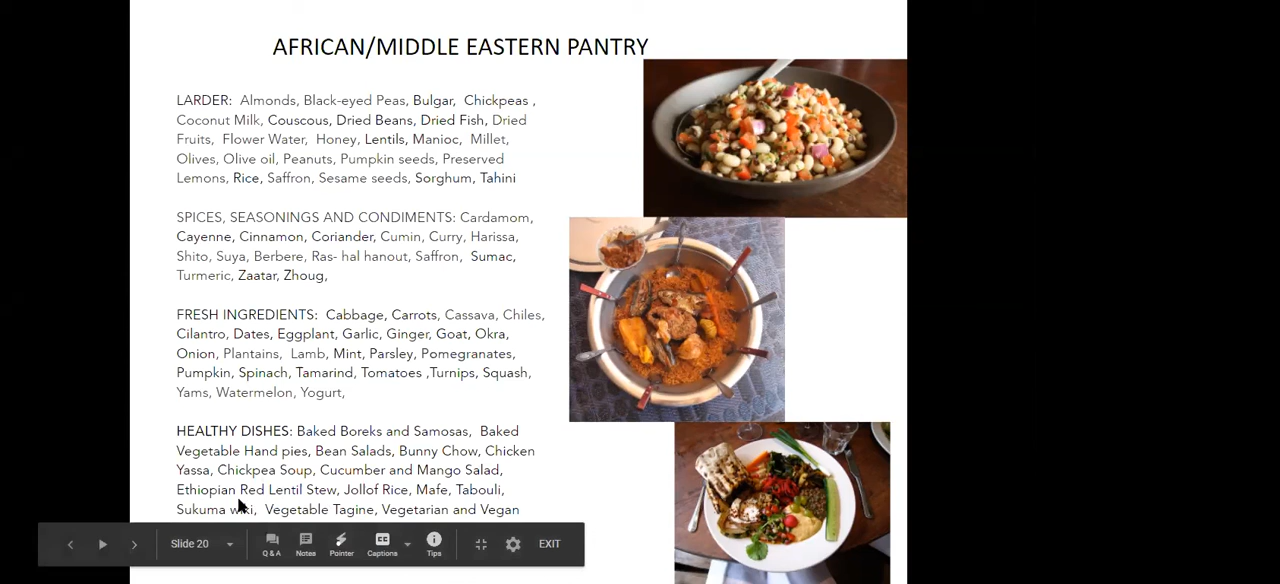 AFRICAN/MIDDLE EASTERN PANTRY
LARDER: Almonds, Black-eyed Peas, Bulgar, Chickpeas ,
Coconut Milk, Couscous, Dried Beans, Dried Fish, Dried
Fruits, Flower Water, Honey, Lentils, Manioc, Millet,
Olives, Olive oil, Peanuts, Pumpkin seeds, Preserved
Lemons, Rice, Saffron, Sesame seeds, Sorghum, Tahini
SPICES, SEASONINGS AND CONDIMENTS: Cardamom,
Cayenne, Cinnamon, Coriander, Cumin, Curry, Harissa,
Shito, Suya, Berbere, Ras- hal hanout, Saffron, Sumac,
Turmeric, Zaatar, Zhoug,
FRESH INGREDIENTS: Cabbage, Carrots, Cassava, Chiles,
Cilantro, Dates, Eggplant, Garlic, Ginger, Goat, Okra,
Onion, Plantains, Lamb, Mint, Parsley, Pomegranates,
Pumpkin, Spinach, Tamarind, Tomatoes ,Turnips, Squash,
Yams, Watermelon, Yogurt,
HEALTHY DISHES: Baked Boreks and Samosas, Baked
Vegetable Hand pies, Bean Salads, Bunny Chow, Chicken
Yassa, Chickpea Soup, Cucumber and Mango Salad,
Ethiopian Red Lentil Stew, Jollof Rice, Mafe, Tabouli,
Sukuma Vegetable Tagine, Vegetarian and Vegan
Slide 20
Q & A
Notes
Pointer
Captions
Tips
EXIT